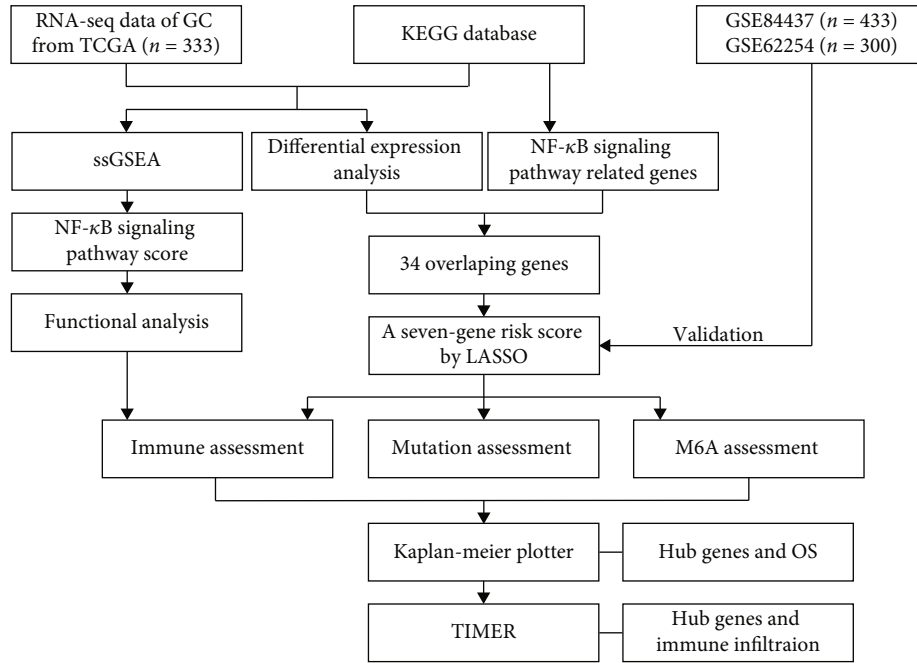 RNA-seq data of GC
from TCGA (n = 333)
KEGG database
GSE84437 (n = 433)
GSE62254 (n = 300)
ssGSEA
Differential expression
analysis
NF-κB signaling
pathway related genes
NF-κB signaling
pathway score
34 overlaping genes
Functional analysis
A seven-gene risk score
by LASSO
Validation
Immune assessment
Mutation assessment
M6A assessment
Kaplan-meier plotter
Hub genes and OS
TIMER
Hub genes and
immune infiltraion